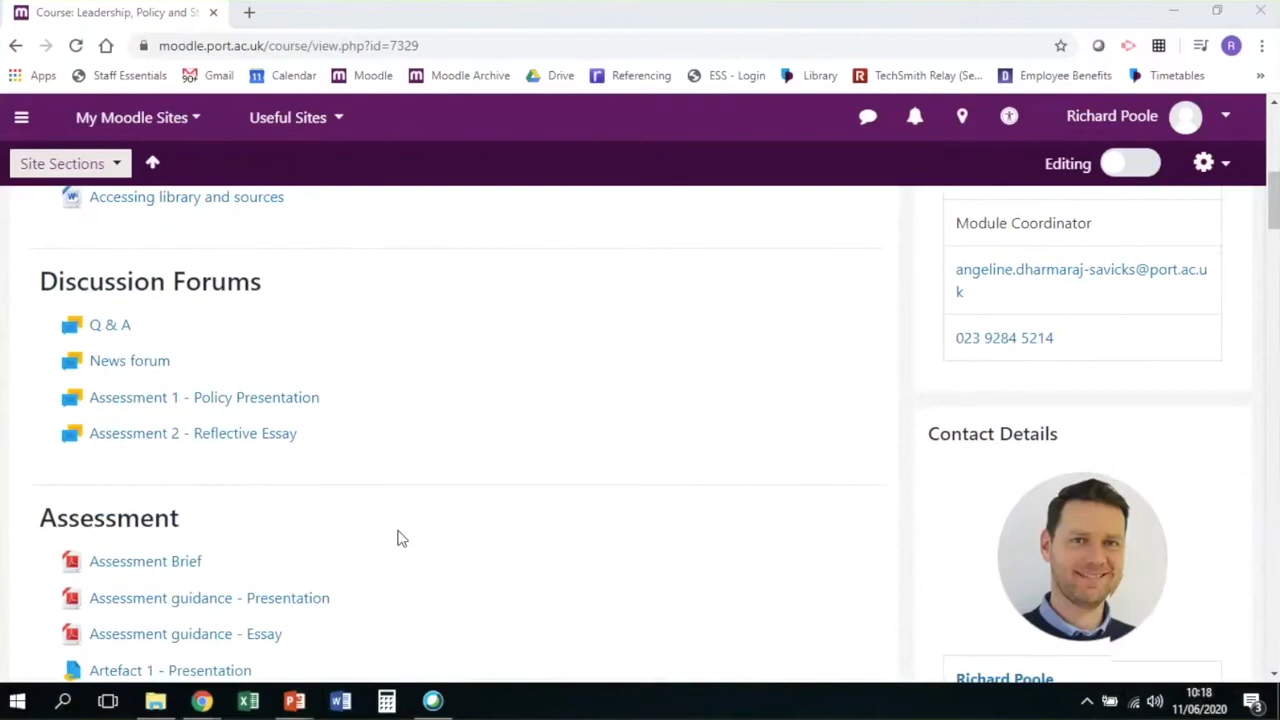 Course: Leadership, Policy and St
moodle.port.ac.uk/course/view.php?id=7329
R
Apps Staff Essentials 90+ Gmail 31 Calendar Moodle Moodle Archive Drive Referencing ESS - Login Library TechSmith Relay (Se... Employee Benefits Timetables »
My Moodle Sites Useful Sites Richard Poole
Site Sections Editing
Accessing library and sources
Discussion Forums
Q & A
News forum
Assessment 1 - Policy Presentation
Assessment 2 - Reflective Essay
Assessment
Assessment Brief
Assessment guidance - Presentation
Assessment guidance - Essay
Artefact 1 - Presentation
Module Coordinator
angeline.dharmaraj-savicks@port.ac.u
k
023 9284 5214
Contact Details
Richard Poole
10:18
11/06/2020
3